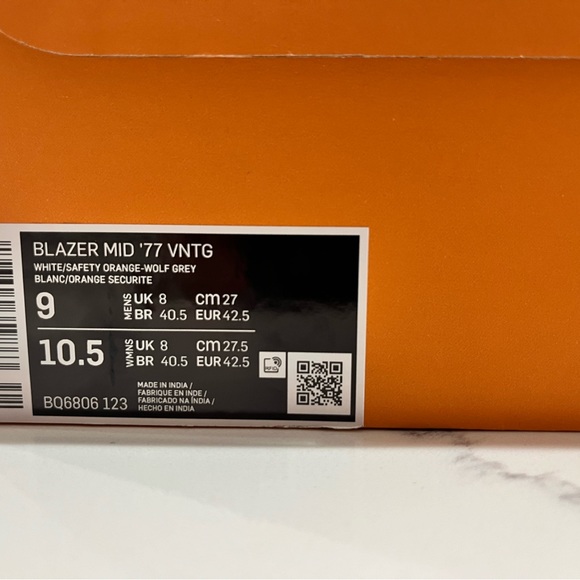 BLAZER MID '77 VNTG
WHITE/SAFETY ORANGE-WOLF GREY
BLANC/ORANGE SECURITE
9 MENS UK 8 cm 27
BR 40.5 EUR 42.5
10.5 WMNS UK 8 cm 27.5
BR 40.5 EUR 42.5
RFID
MADE IN INDIA /
FABRIQUE EN INDE /
FABRICADO NA ÍNDIA /
HECHO EN INDIA
BQ6806 123